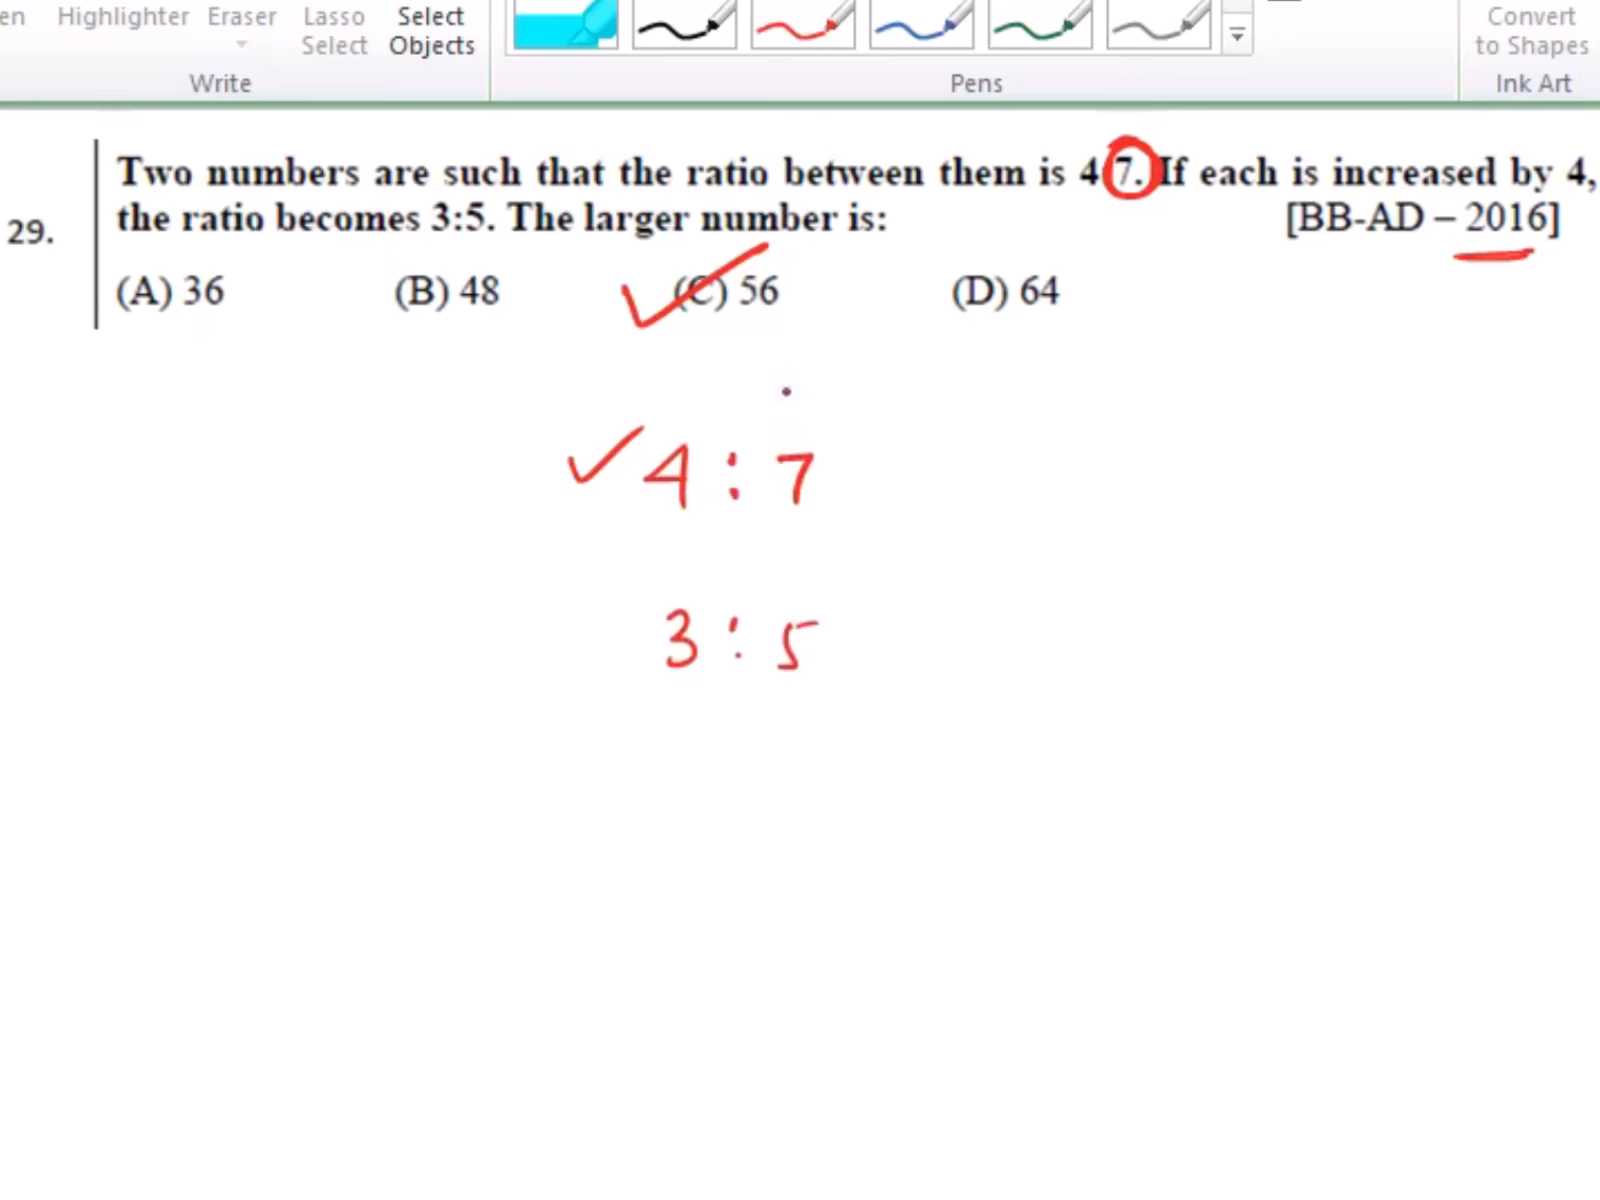 en Highlighter Eraser Lasso Select Select Objects Convert to Shapes
Write Pens Ink Art
29. Two numbers are such that the ratio between them is 4 7. If each is increased by 4,
the ratio becomes 3:5. The larger number is: [BB-AD – 2016]
(A) 36 (B) 48 (C) 56 (D) 64
4 : 7
3 : 5